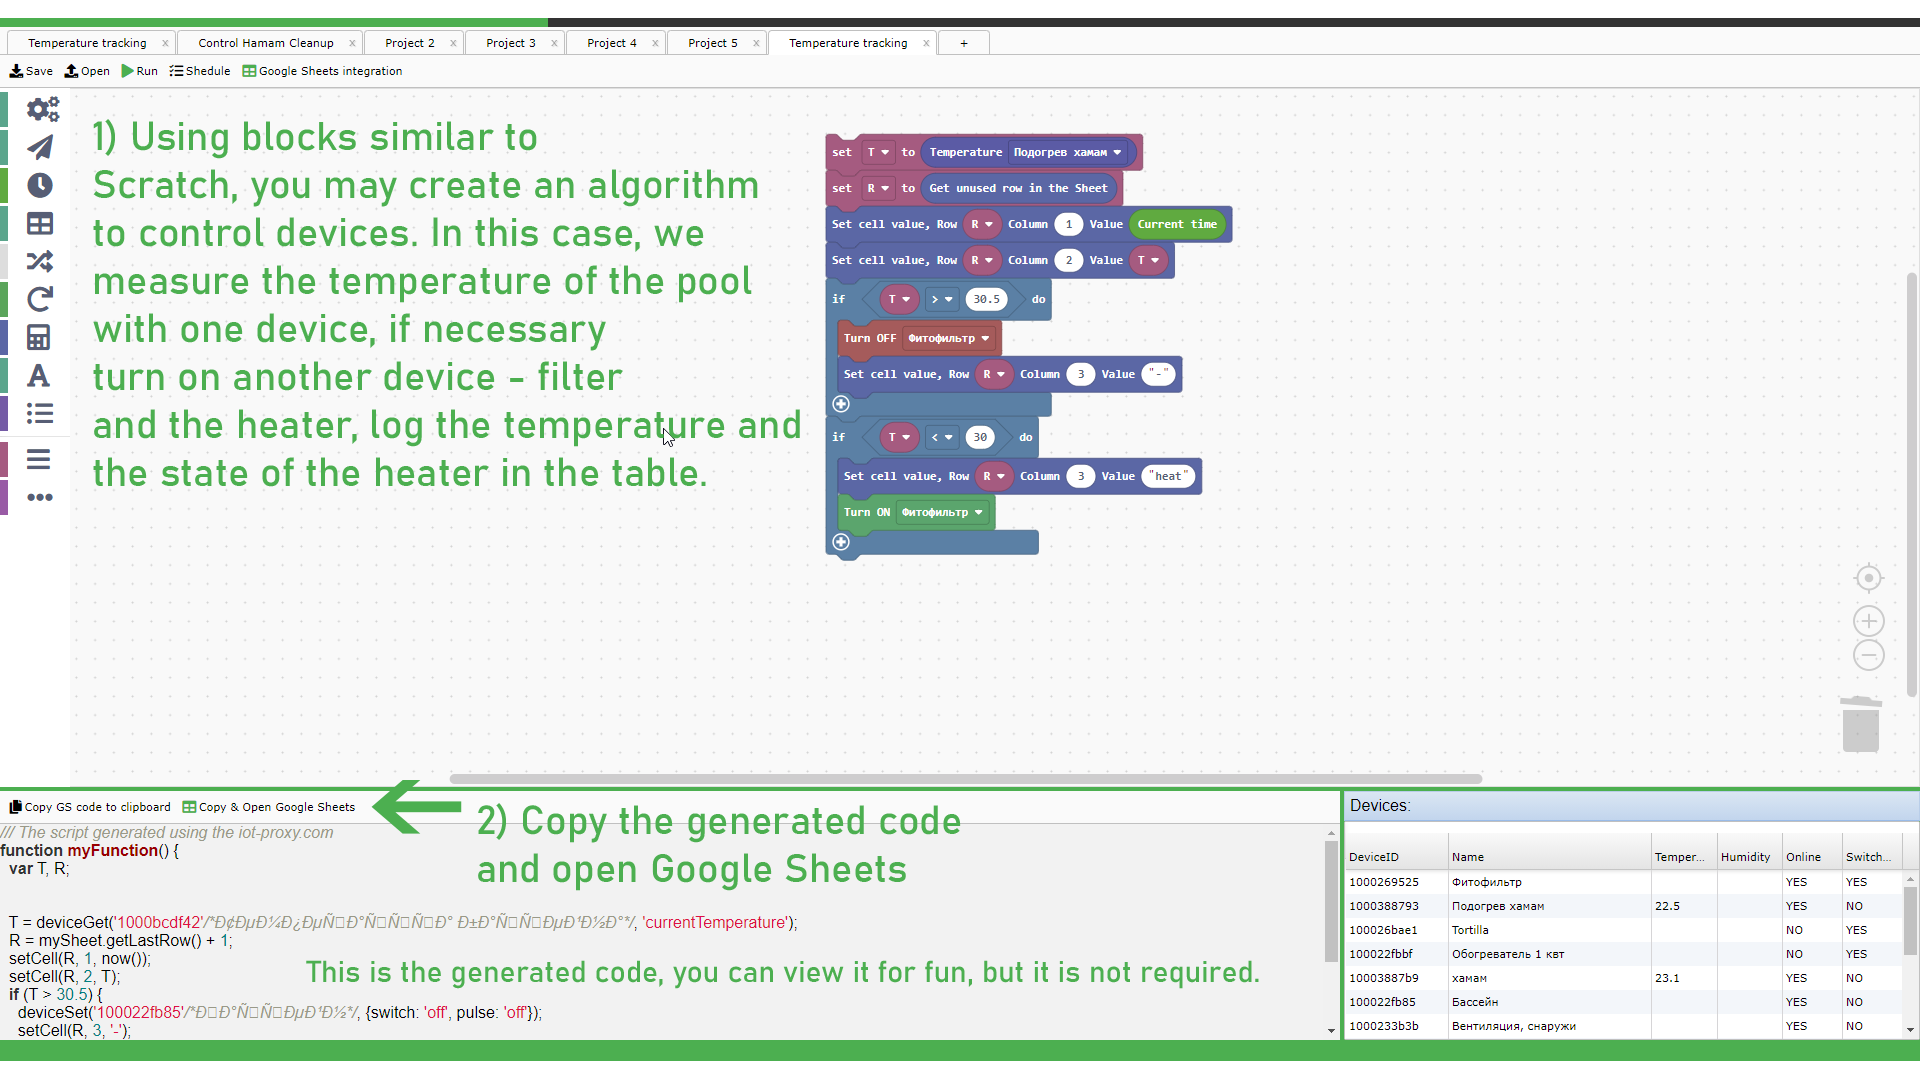 Temperature tracking x Control Hamam Cleanup x Project 2 x Project 3 x Project 4 x Project 5 x Temperature tracking x +
Save Open Run Shedule Google Sheets integration
1) Using blocks similar to
Scratch, you may create an algorithm
to control devices. In this case, we
measure the temperature of the pool
with one device, if necessary
turn on another device - filter
and the heater, log the temperature and
the state of the heater in the table.
set T to Temperature Подогрев хамам
set R to Get unused row in the Sheet
Set cell value, Row R Column 1 Value Current time
Set cell value, Row R Column 2 Value T
if T > 30.5 do
Turn OFF Фитофильтр
Set cell value, Row R Column 3 Value "-"
if T < 30 do
Set cell value, Row R Column 3 Value "heat"
Turn ON Фитофильтр
Copy GS code to clipboard Copy & Open Google Sheets
2) Copy the generated code
and open Google Sheets
/// The script generated using the iot-proxy.com
function myFunction() {
var T, R;
T = deviceGet('1000bcdf42'/* */, 'currentTemperature');
R = mySheet.getLastRow() + 1;
setCell(R, 1, now());
setCell(R, 2, T);
if (T > 30.5) {
deviceSet('100022fb85'/* */, {switch: 'off', pulse: 'off'});
setCell(R, 3, '-');
This is the generated code, you can view it for fun, but it is not required.
Devices:
DeviceID Name Temper... Humidity Online Switch...
1000269525 Фитофильтр YES YES
1000388793 Подогрев хамам 22.5 YES NO
100026bae1 Tortilla NO YES
100022fbbf Обогреватель 1 квт NO YES
10003887b9 хамам 23.1 YES NO
100022fb85 Бассейн YES NO
1000233b3b Вентиляция, снаружи YES NO